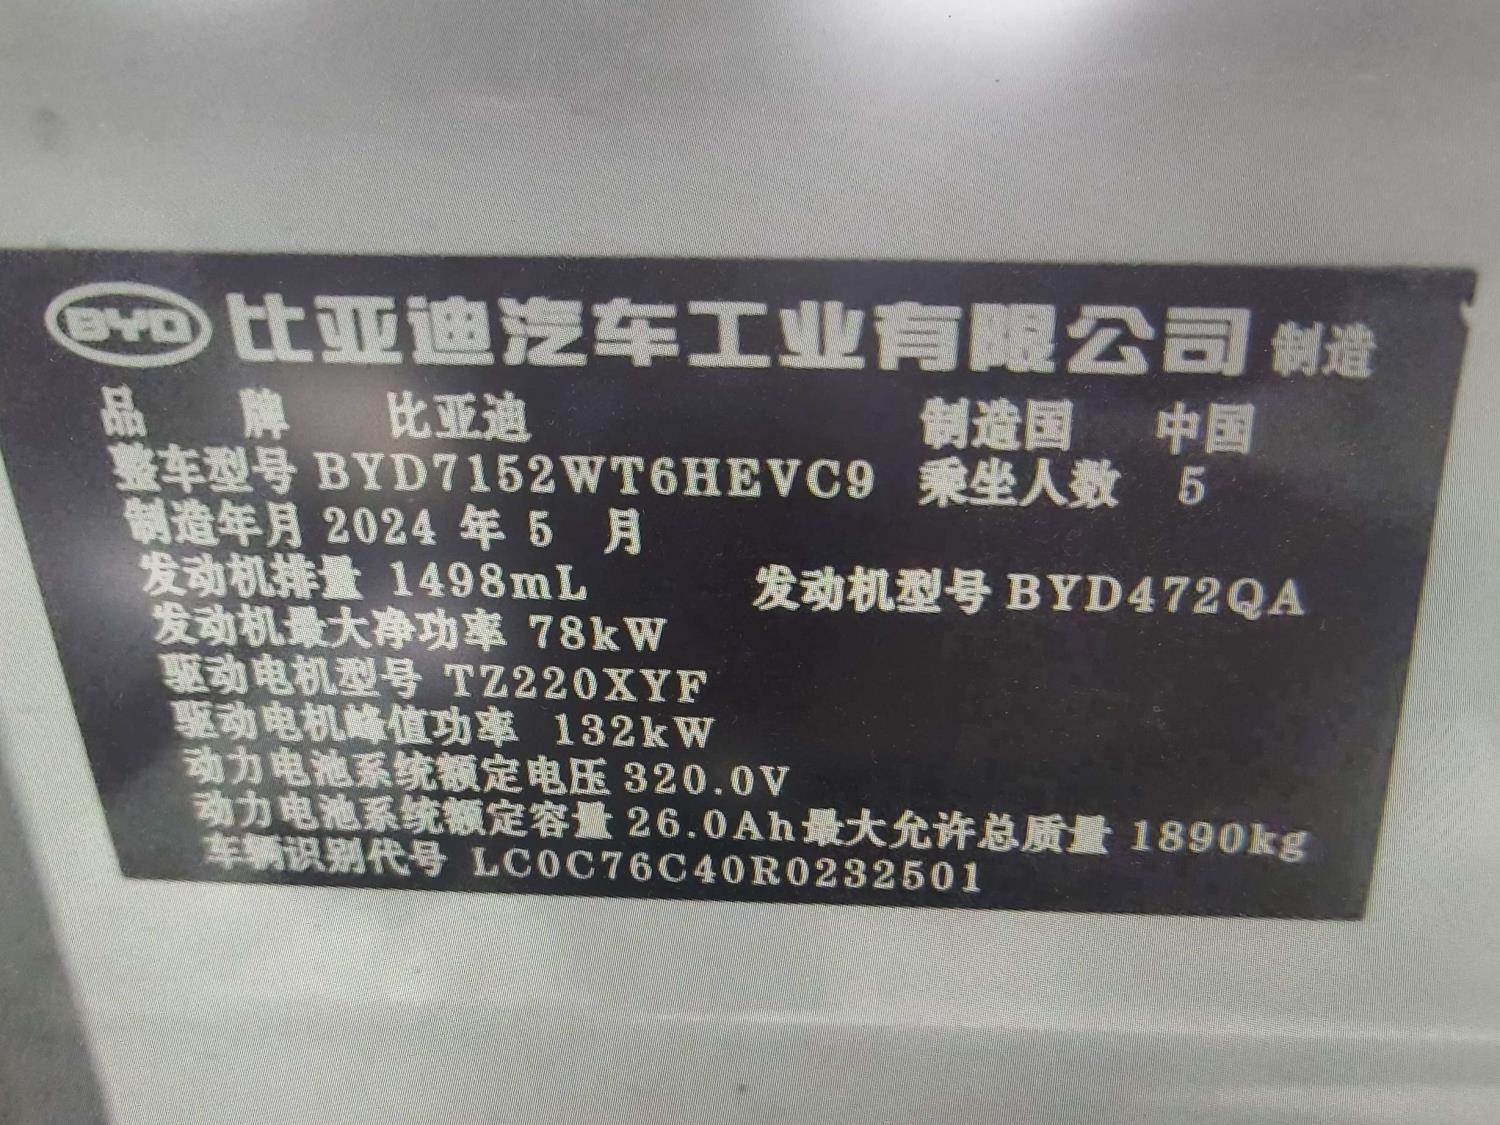 BYD 比亚迪汽车工业有限公司 制造
品 牌 比亚迪 制造国 中国
整车型号 BYD7152WT6HEVC9 乘坐人数 5
制造年月 2024 年 5 月
发动机排量 1498mL 发动机型号 BYD472QA
发动机最大净功率 78kW
驱动电机型号 TZ220XYF
驱动电机峰值功率 132kW
动力电池系统额定电压 320.0V
动力电池系统额定容量 26.0Ah 最大允许总质量 1890kg
车辆识别代号 LC0C76C40R0232501